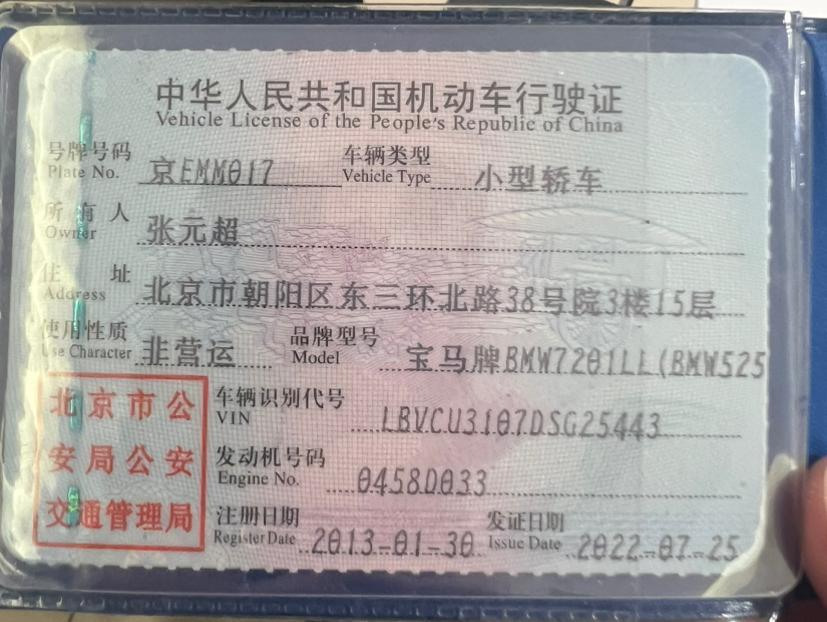 中华人民共和国机动车行驶证
Vehicle License of the People's Republic of China
号牌号码 京EMM017 车辆类型 小型轿车
Plate No. Vehicle Type
所有人 张元超
Owner
住址 北京市朝阳区东三环北路38号院3楼15层
Address
使用性质 非营运 品牌型号 宝马牌BMW7201LL(BMW525
Use Character Model
北京市公
安局公安
交通管理局
车辆识别代号 LBVCU3107DSG25443
VIN
发动机号码 0458D033
Engine No.
注册日期 2013-01-30 发证日期 2022-07-25
Register Date Issue Date